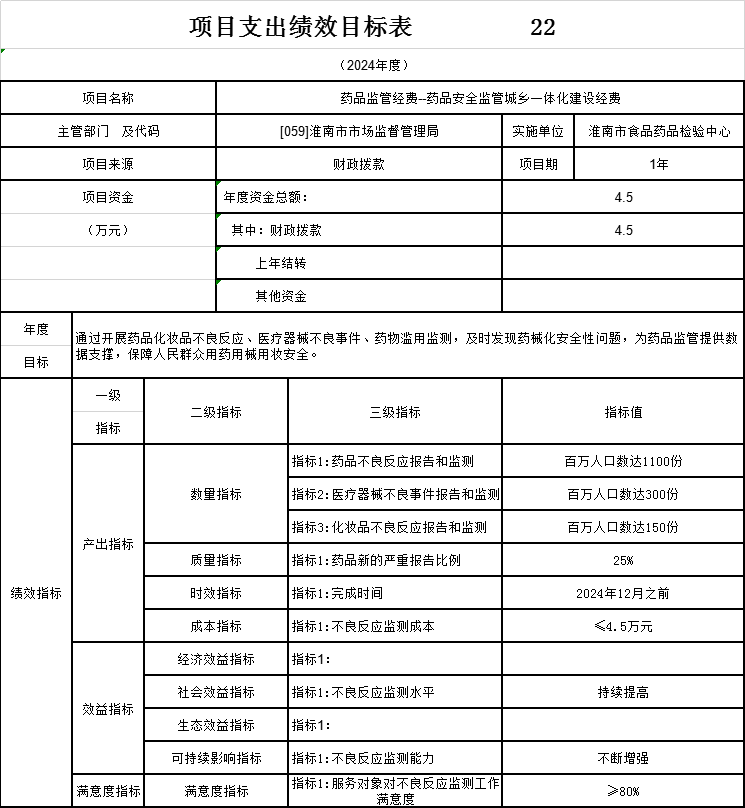 项目支出绩效目标表 22
（2024年度）
项目名称 药品监管经费--药品安全监管城乡一体化建设经费
主管部门 及代码 [059]淮南市市场监督管理局 实施单位 淮南市食品药品检验中心
项目来源 财政拨款 项目期 1年
项目资金 年度资金总额： 4.5
（万元） 其中：财政拨款 4.5
上年结转
其他资金
年度
目标
通过开展药品化妆品不良反应、医疗器械不良事件、药物滥用监测，及时发现药械化安全性问题，为药品监管提供数
据支撑，保障人民群众用药用械用妆安全。
绩效指标
一级
指标
二级指标 三级指标 指标值
产出指标
数量指标
指标1:药品不良反应报告和监测 百万人口数达1100份
指标2:医疗器械不良事件报告和监测 百万人口数达300份
指标3:化妆品不良反应报告和监测 百万人口数达150份
质量指标 指标1:药品新的严重报告比例 25%
时效指标 指标1:完成时间 2024年12月之前
成本指标 指标1:不良反应监测成本 ≤4.5万元
效益指标
经济效益指标 指标1：
社会效益指标 指标1:不良反应监测水平 持续提高
生态效益指标 指标1：
可持续影响指标 指标1:不良反应监测能力 不断增强
满意度指标 满意度指标 指标1:服务对象对不良反应监测工作
满意度 ≥80%